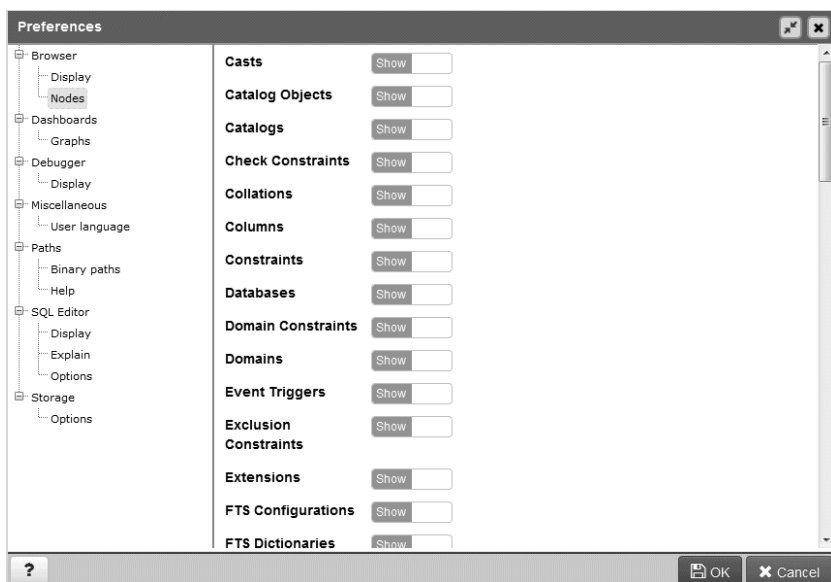 Preferences
Browser
Display
Nodes
Dashboards
Graphs
Debugger
Display
Miscellaneous
User language
Paths
Binary paths
Help
SQL Editor
Display
Explain
Options
Storage
Options
Casts Show
Catalog Objects Show
Catalogs Show
Check Constraints Show
Collations Show
Columns Show
Constraints Show
Databases Show
Domain Constraints Show
Domains Show
Event Triggers Show
Exclusion Show
Constraints
Extensions Show
FTS Configurations Show
FTS Dictionaries Show
? OK Cancel